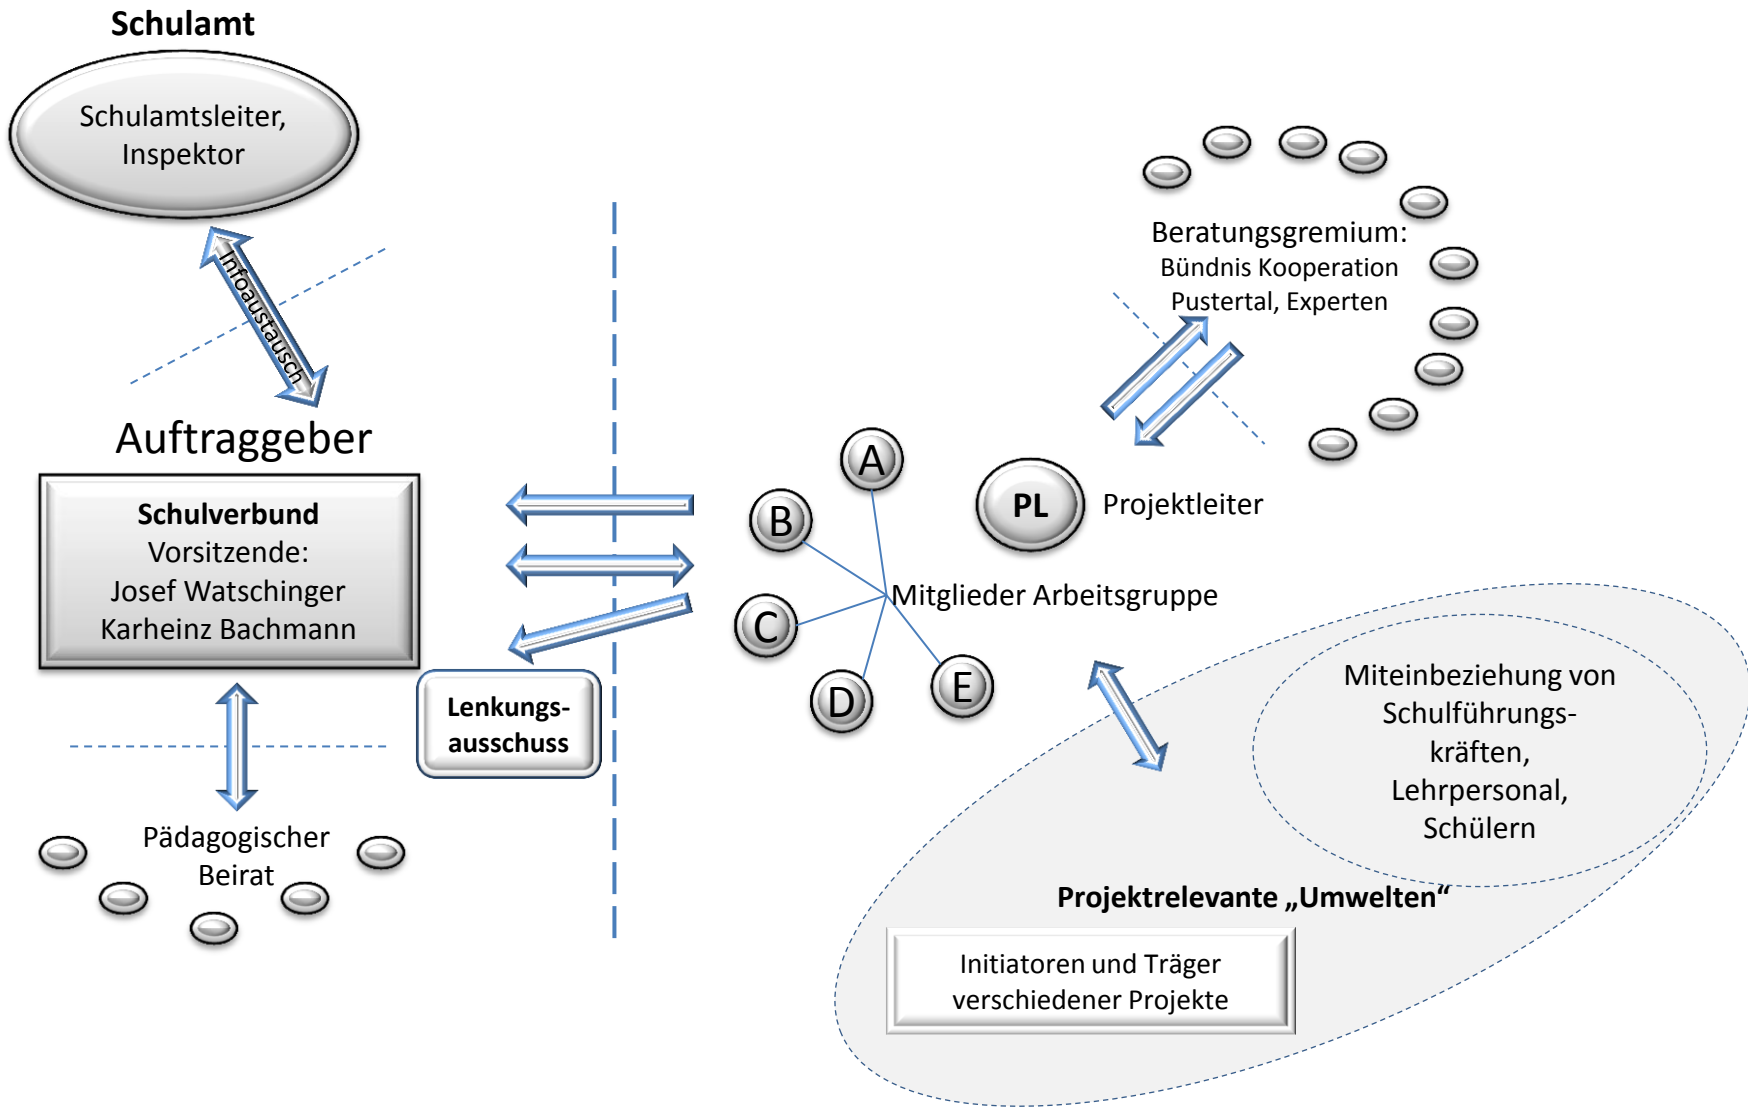 Schulamt
Schulamtsleiter,
Inspektor
Infoaustausch
Auftraggeber
Schulverbund
Vorsitzende:
Josef Watschinger
Karheinz Bachmann
Lenkungs-
ausschuss
Pädagogischer
Beirat
Beratungsgremium:
Bündnis Kooperation
Pustertal, Experten
A
B
C
D
E
PL
Projektleiter
Mitglieder Arbeitsgruppe
Miteinbeziehung von
Schulführungs-
kräften,
Lehrpersonal,
Schülern
Projektrelevante „Umwelten“
Initiatoren und Träger
verschiedener Projekte